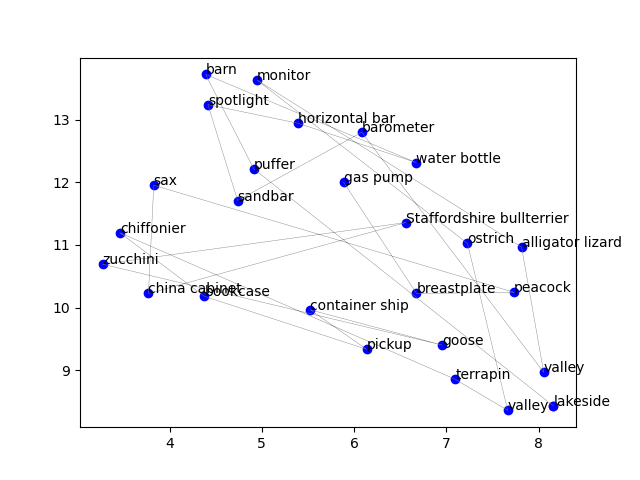 barn
monitor
spotlight
horizontal bar
barometer
13
water bottle
puffer
gas pump
sax
12
sandbar
Staffordshire bullterrier
chiffonier
ostrich
alligator lizard
11
zucchini
china cabinet
bookcase
breastplate
peacock
10
container ship
pickup
goose
9
terrapin
valley
valley
lakeside
4
5
6
7
8